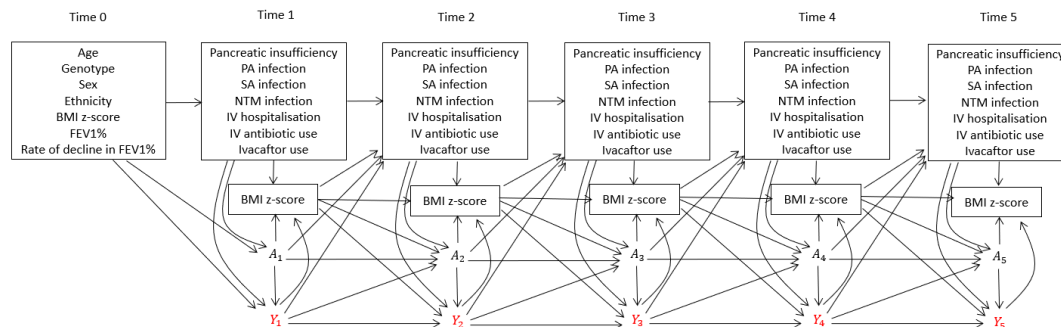 Time 0
Time 1
Time 2
Time 3
Time 4
Time 5
Age
Genotype
Sex
Ethnicity
BMI z-score
FEV1%
Rate of decline in FEV1%
Pancreatic insufficiency
PA infection
SA infection
NTM infection
IV hospitalisation
IV antibiotic use
Ivacaftor use
Pancreatic insufficiency
PA infection
SA infection
NTM infection
IV hospitalisation
IV antibiotic use
Ivacaftor use
Pancreatic insufficiency
PA infection
SA infection
NTM infection
IV hospitalisation
IV antibiotic use
Ivacaftor use
Pancreatic insufficiency
PA infection
SA infection
NTM infection
IV hospitalisation
IV antibiotic use
Ivacaftor use
Pancreatic insufficiency
PA infection
SA infection
NTM infection
IV hospitalisation
IV antibiotic use
Ivacaftor use
BMI z-score
BMI z-score
BMI z-score
BMI z-score
BMI z-score
A1
A2
A3
A4
A5
Y1
Y2
Y3
Y4
Y5